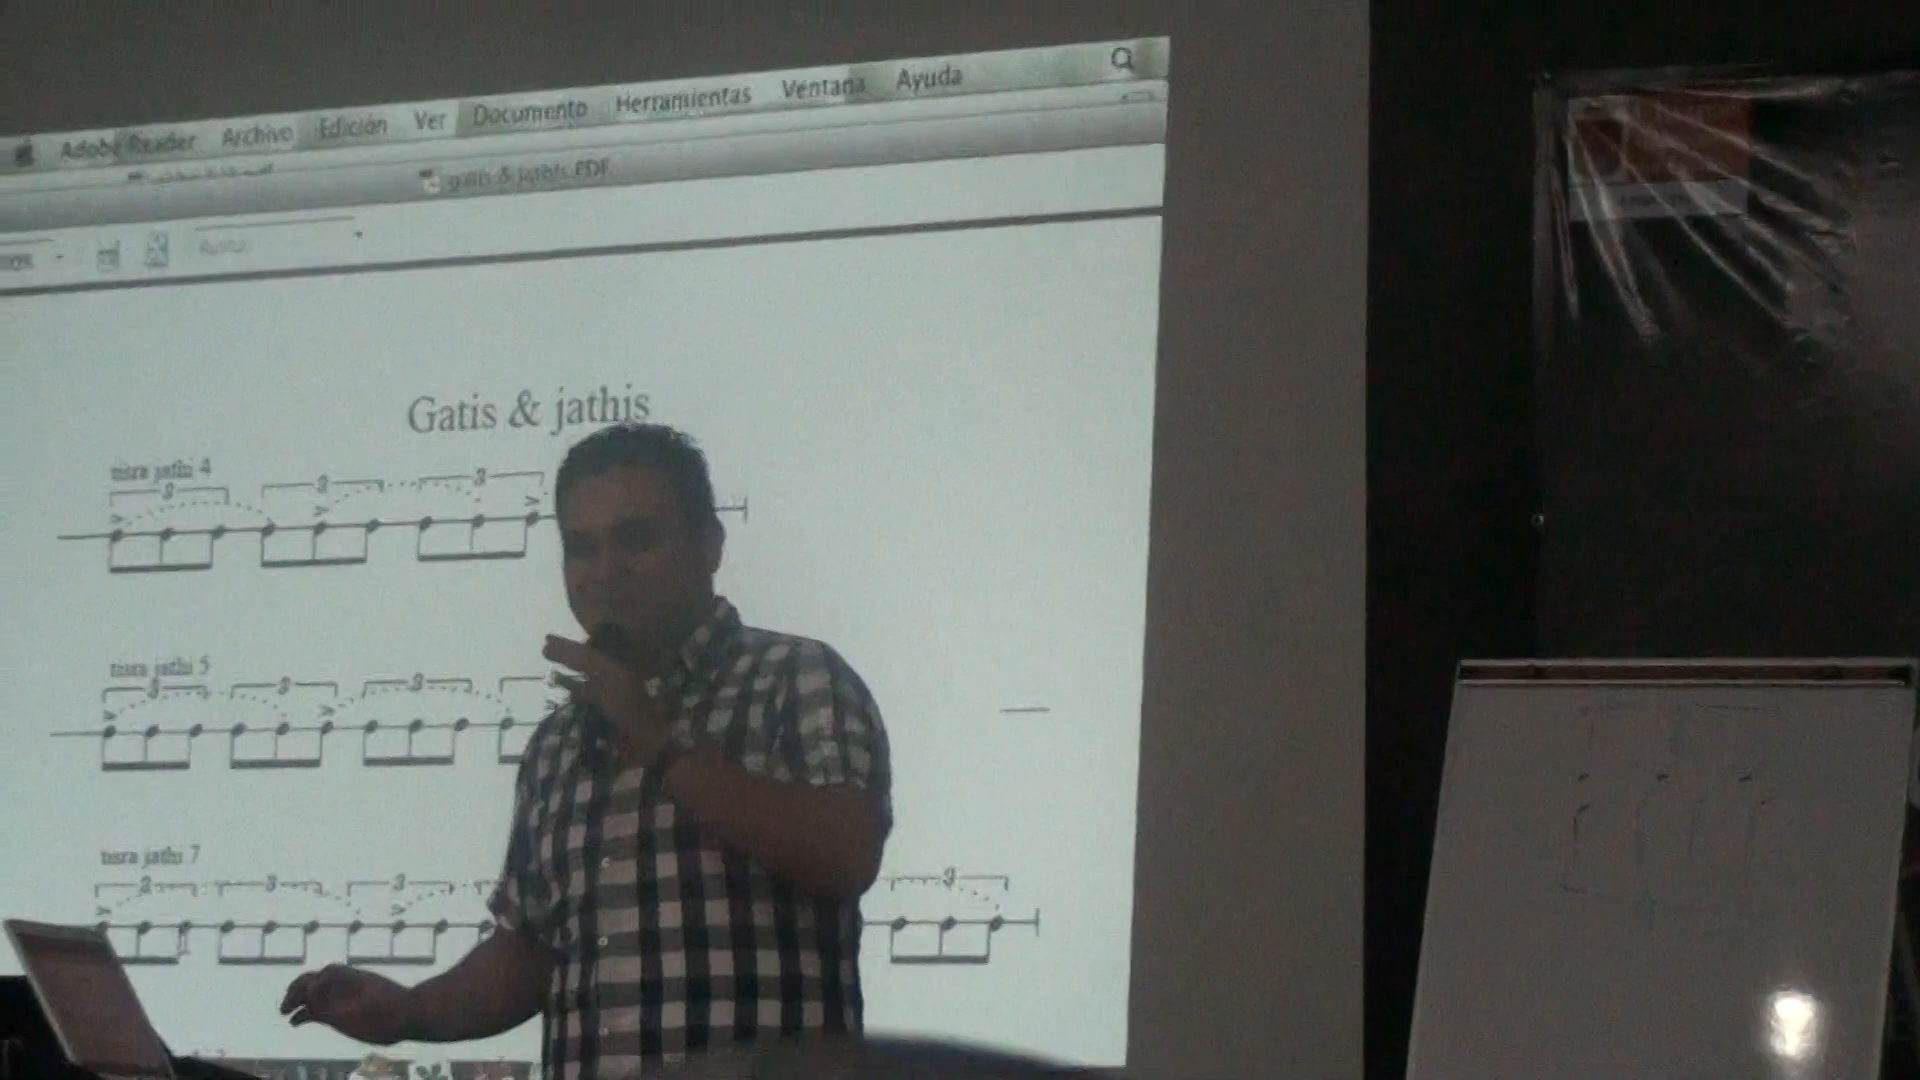 Adobe Reader Archivo Edición Ver Documento Herramientas Ventana Ayuda
gatis & jathis.PDF
Gatis & jathis
tisra jathi 4
3 3 3
tisra jathi 5
3 3 3 3
tisra jathi 7
3 3 3 3